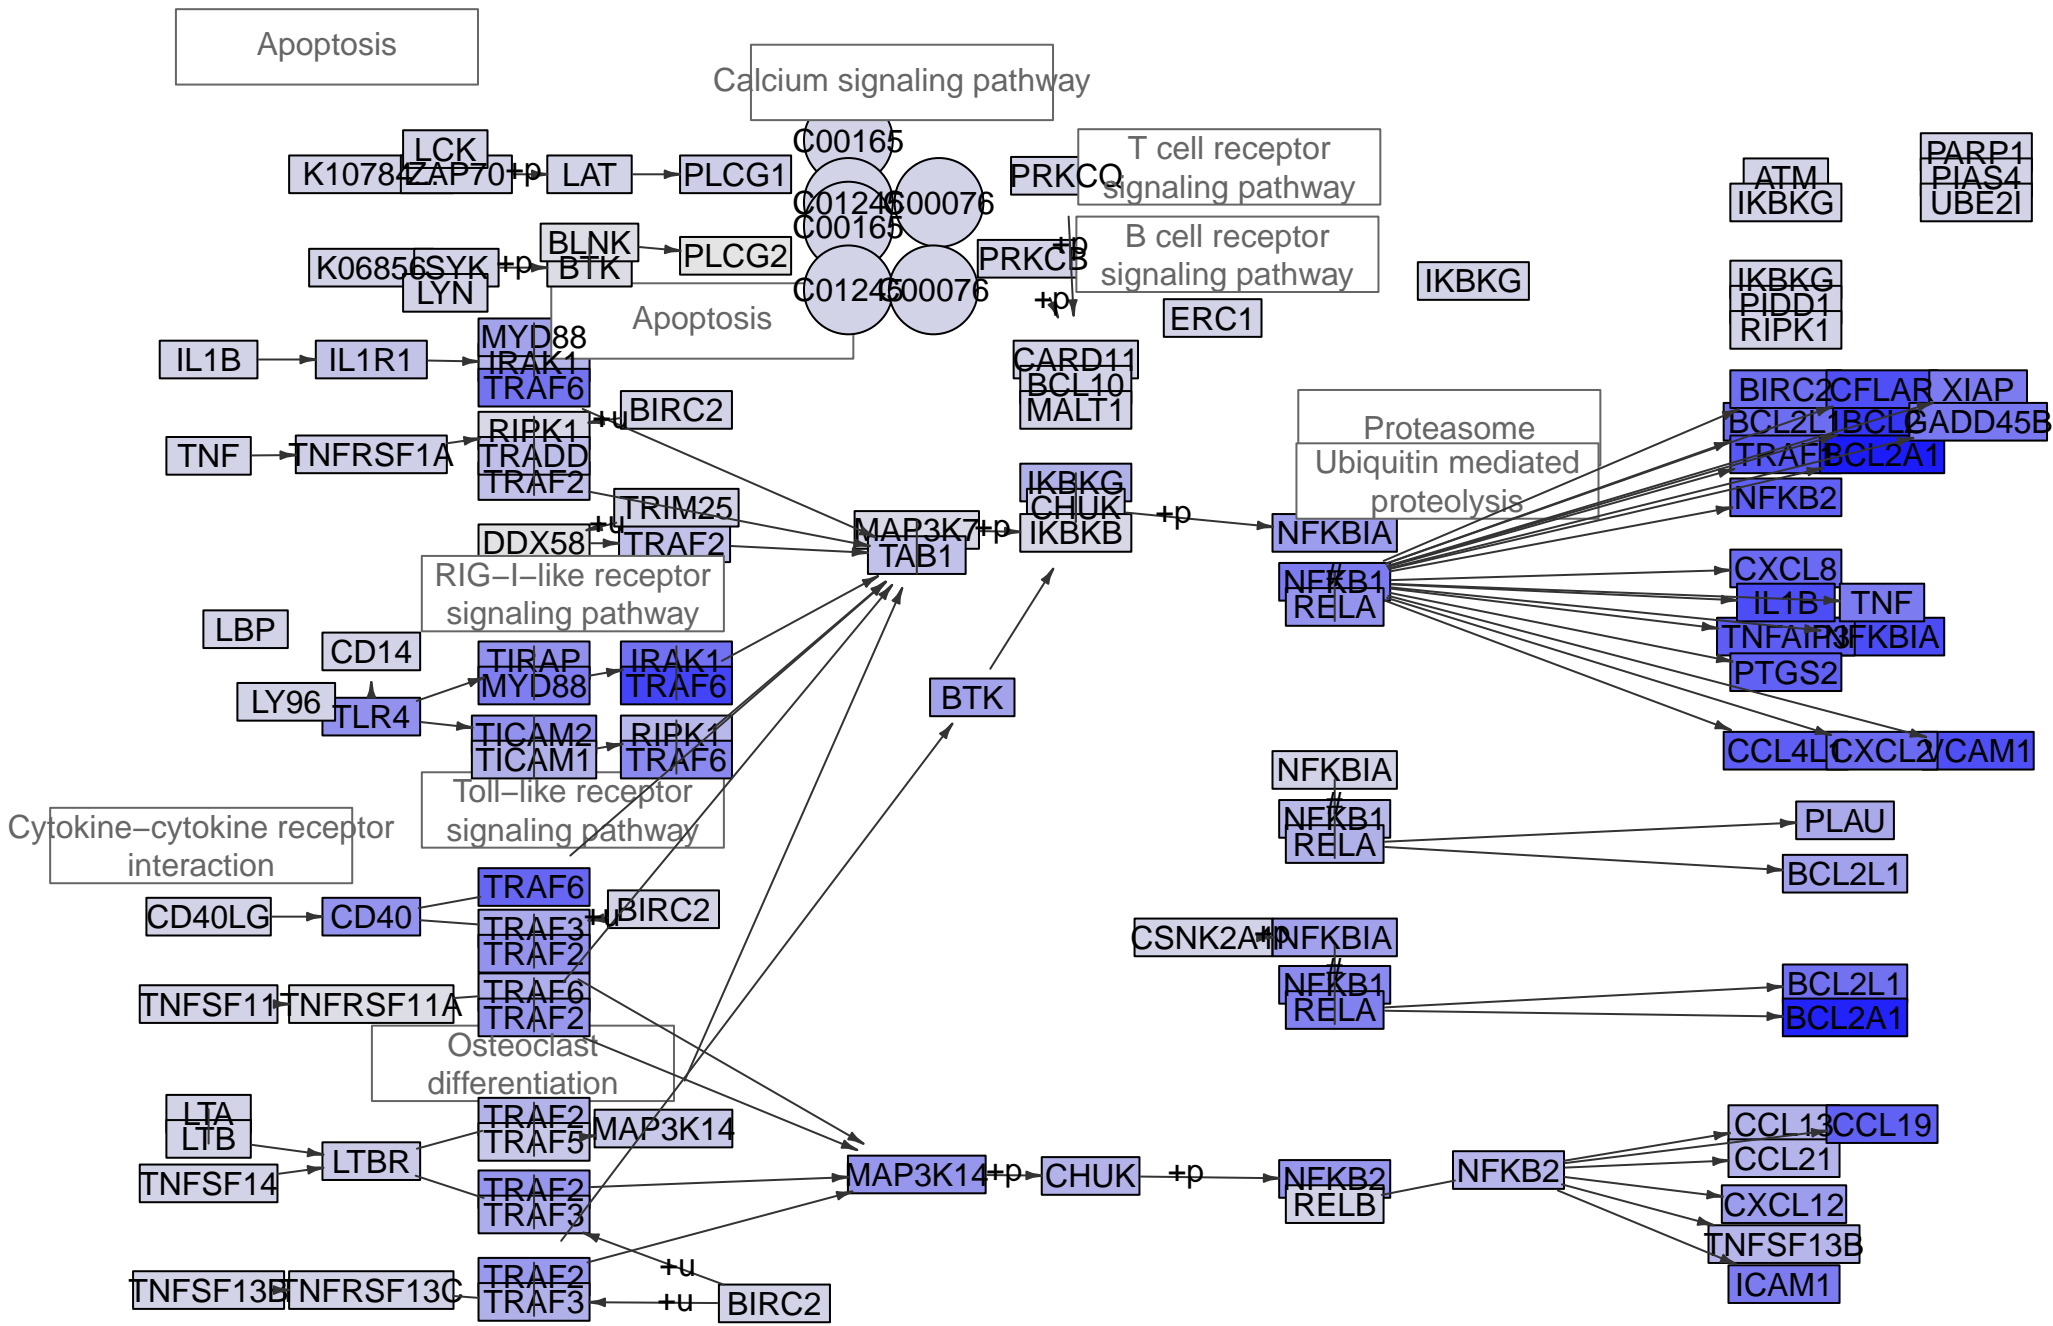 Apoptosis
Calcium signaling pathway
C00165
LCK
K10784
ZAP70
+p
LAT
PLCG1
PRKCQ
T cell receptor
signaling pathway
ATM
IKBKG
PARP1
PIAS4
UBE2I
C01245
C00076
C00165
BLNK
BTK
PLCG2
K06856
SYK
+p
LYN
PRKCB
+p
B cell receptor
signaling pathway
C01245
C00076
+p
IKBKG
IKBKG
PIDD1
RIPK1
ERC1
Apoptosis
MYD88
IRAK1
TRAF6
IL1B
IL1R1
CARD11
BCL10
MALT1
BIRC2
CFLAR
XIAP
BCL2L1
BCL2
GADD45B
TRAF1
BCL2A1
NFKB2
BIRC2
+u
TNF
TNFRSF1A
RIPK1
TRADD
TRAF2
Proteasome
Ubiquitin mediated
proteolysis
IKBKG
CHUK
IKBKB
+p
NFKBIA
TRIM25
+u
DDX58
TRAF2
MAP3K7
+p
TAB1
RIG−I−like receptor
signaling pathway
NFKB1
RELA
CXCL8
IL1B
TNF
TNFAIP3
NFKBIA
PTGS2
LBP
CD14
LY96
TLR4
TIRAP
MYD88
IRAK1
TRAF6
BTK
TICAM2
TICAM1
RIPK1
TRAF6
CCL4L1
CXCL2
VCAM1
Toll−like receptor
signaling pathway
NFKBIA
NFKB1
RELA
PLAU
BCL2L1
Cytokine−cytokine receptor
interaction
TRAF6
CD40LG
CD40
TRAF3
TRAF2
+u
BIRC2
CSNK2A1
+p
NFKBIA
NFKB1
RELA
BCL2L1
BCL2A1
TNFSF11
TNFRSF11A
TRAF6
TRAF2
Osteoclast
differentiation
LTA
LTB
TNFSF14
LTBR
TRAF2
TRAF5
MAP3K14
TRAF2
TRAF3
MAP3K14
+p
CHUK
+p
NFKB2
RELB
NFKB2
CCL13
CCL19
CCL21
CXCL12
TNFSF13B
ICAM1
TNFSF13B
TNFRSF13C
TRAF2
TRAF3
+u
+u
BIRC2